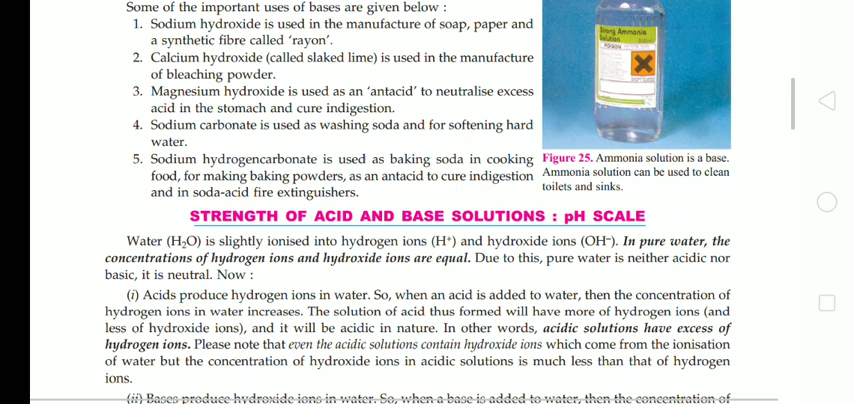 Some of the important uses of bases are given below :
1. Sodium hydroxide is used in the manufacture of soap, paper and
a synthetic fibre called ‘rayon’.
2. Calcium hydroxide (called slaked lime) is used in the manufacture
of bleaching powder.
3. Magnesium hydroxide is used as an ‘antacid’ to neutralise excess
acid in the stomach and cure indigestion.
4. Sodium carbonate is used as washing soda and for softening hard
water.
5. Sodium hydrogencarbonate is used as baking soda in cooking
food, for making baking powders, as an antacid to cure indigestion
and in soda-acid fire extinguishers.
Strong Ammonia
Solution
POISON
Figure 25. Ammonia solution is a base.
Ammonia solution can be used to clean
toilets and sinks.
STRENGTH OF ACID AND BASE SOLUTIONS : pH SCALE
Water (H₂O) is slightly ionised into hydrogen ions (H⁺) and hydroxide ions (OH⁻). In pure water, the
concentrations of hydrogen ions and hydroxide ions are equal. Due to this, pure water is neither acidic nor
basic, it is neutral. Now :
(i) Acids produce hydrogen ions in water. So, when an acid is added to water, then the concentration of
hydrogen ions in water increases. The solution of acid thus formed will have more of hydrogen ions (and
less of hydroxide ions), and it will be acidic in nature. In other words, acidic solutions have excess of
hydrogen ions. Please note that even the acidic solutions contain hydroxide ions which come from the ionisation
of water but the concentration of hydroxide ions in acidic solutions is much less than that of hydrogen
ions.
(ii) Bases produce hydroxide ions in water. So, when a base is added to water, then the concentration of